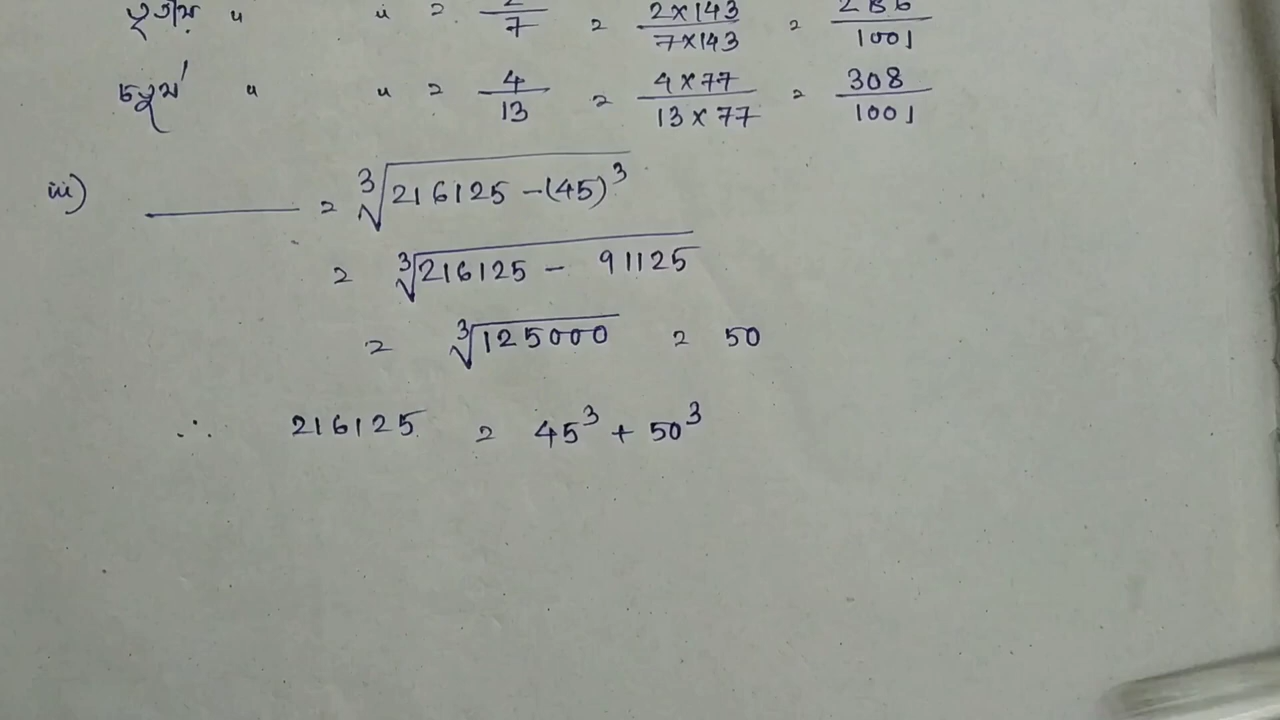 " " = 2/7 = 2×143/7×143 = 286/1001
" " = 4/13 = 4×77/13×77 = 308/1001
iii) ______ = ∛216125 - (45)³
= ∛216125 - 91125
= ∛125000 = 50
∴ 216125 = 45³ + 50³